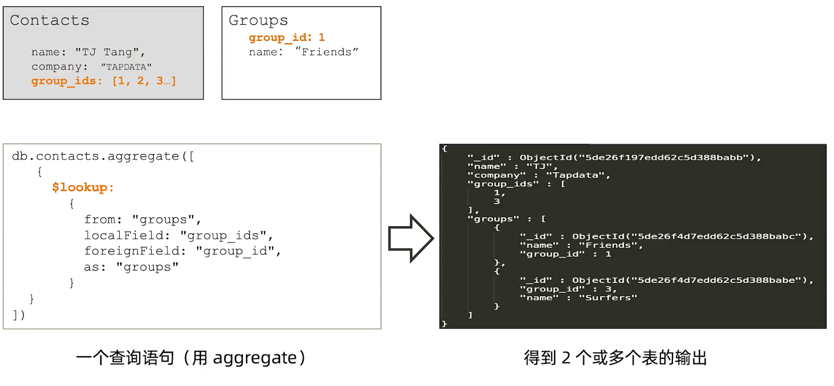 Contacts
name: "TJ Tang",
company: "TAPDATA"
group_ids: [1, 2, 3…]
Groups
group_id: 1
name: "Friends"
db.contacts.aggregate([
{
$lookup:
{
from: "groups",
localField: "group_ids",
foreignField: "group_id",
as: "groups"
}
}
])
{
"_id" : ObjectId("5de26f197edd62c5d388babb"),
"name" : "TJ",
"company" : "Tapdata",
"group_ids" : [
1,
3
],
"groups" : [
{
"_id" : ObjectId("5de26f4d7edd62c5d388babc"),
"name" : "Friends",
"group_id" : 1
},
{
"_id" : ObjectId("5de26f4d7edd62c5d388babe"),
"group_id" : 3,
"name" : "Surfers"
}
]
}
一个查询语句（用 aggregate）
得到 2 个或多个表的输出